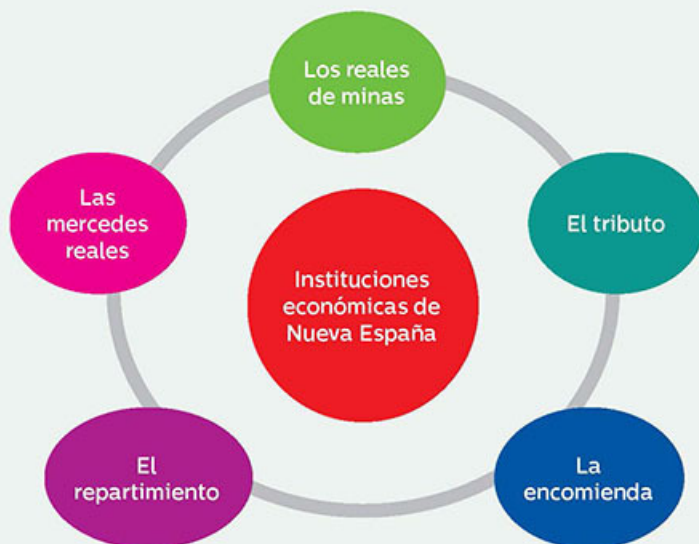 Los reales
de minas
Las
mercedes
reales
El tributo
Instituciones
económicas de
Nueva España
El
repartimiento
La
encomienda